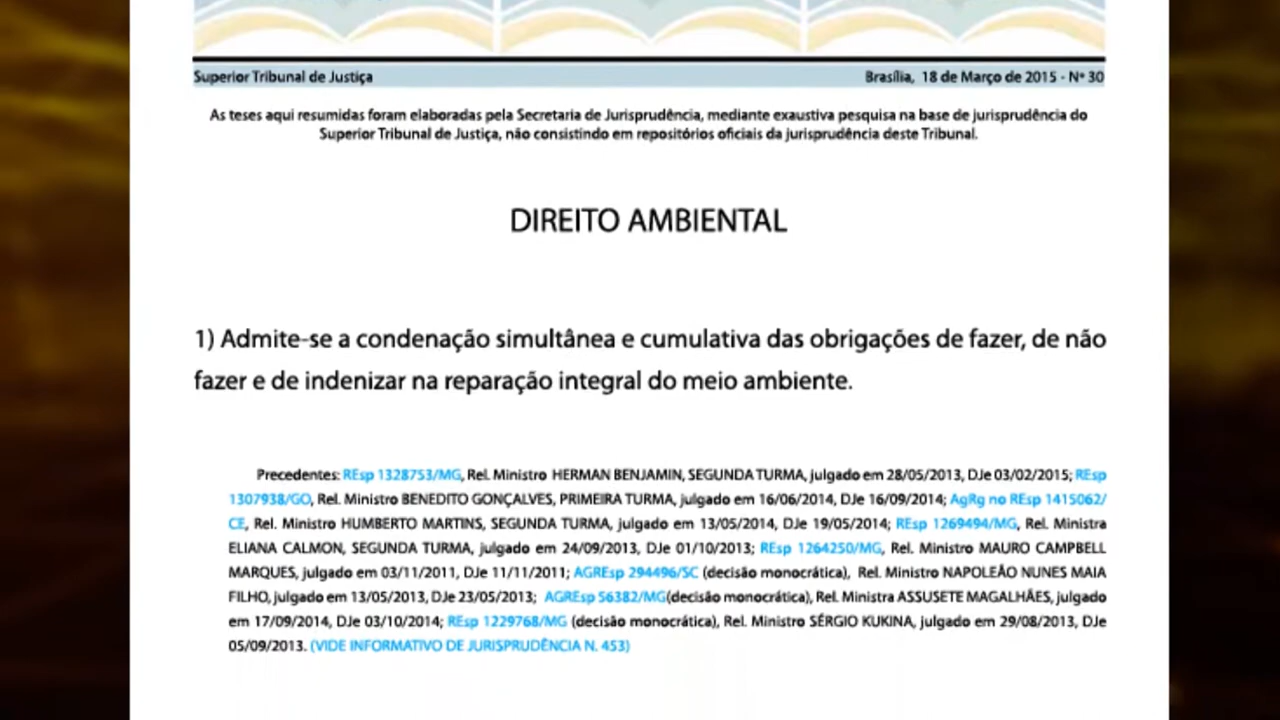 Superior Tribunal de Justiça
Brasília, 18 de Março de 2015 - Nº 30
As teses aqui resumidas foram elaboradas pela Secretaria de Jurisprudência, mediante exaustiva pesquisa na base de jurisprudência do
Superior Tribunal de Justiça, não consistindo em repositórios oficiais da jurisprudência deste Tribunal.
DIREITO AMBIENTAL
1) Admite-se a condenação simultânea e cumulativa das obrigações de fazer, de não
fazer e de indenizar na reparação integral do meio ambiente.
Precedentes: REsp 1328753/MG, Rel. Ministro HERMAN BENJAMIN, SEGUNDA TURMA, julgado em 28/05/2013, DJe 03/02/2015; REsp
1307938/GO, Rel. Ministro BENEDITO GONÇALVES, PRIMEIRA TURMA, julgado em 16/06/2014, DJe 16/09/2014; AgRg no REsp 1415062/
CE, Rel. Ministro HUMBERTO MARTINS, SEGUNDA TURMA, julgado em 13/05/2014, DJe 19/05/2014; REsp 1269494/MG, Rel. Ministra
ELIANA CALMON, SEGUNDA TURMA, julgado em 24/09/2013, DJe 01/10/2013; REsp 1264250/MG, Rel. Ministro MAURO CAMPBELL
MARQUES, julgado em 03/11/2011, DJe 11/11/2011; AGREsp 294496/SC (decisão monocrática), Rel. Ministro NAPOLEÃO NUNES MAIA
FILHO, julgado em 13/05/2013, DJe 23/05/2013; AGREsp 56382/MG(decisão monocrática), Rel. Ministra ASSUSETE MAGALHÃES, julgado
em 17/09/2014, DJe 03/10/2014; REsp 1229768/MG (decisão monocrática), Rel. Ministro SÉRGIO KUKINA, julgado em 29/08/2013, DJe
05/09/2013. (VIDE INFORMATIVO DE JURISPRUDÊNCIA N. 453)